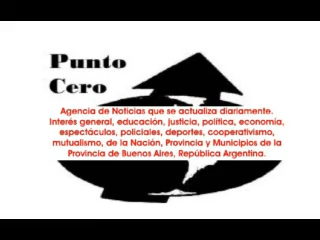 Punto
Cero
Agencia de Noticias que se actualiza diariamente.
Interés general, educación, justicia, política, economía,
espectáculos, policiales, deportes, cooperativismo,
mutualismo, de la Nación, Provincia y Municipios de la
Provincia de Buenos Aires, República Argentina.